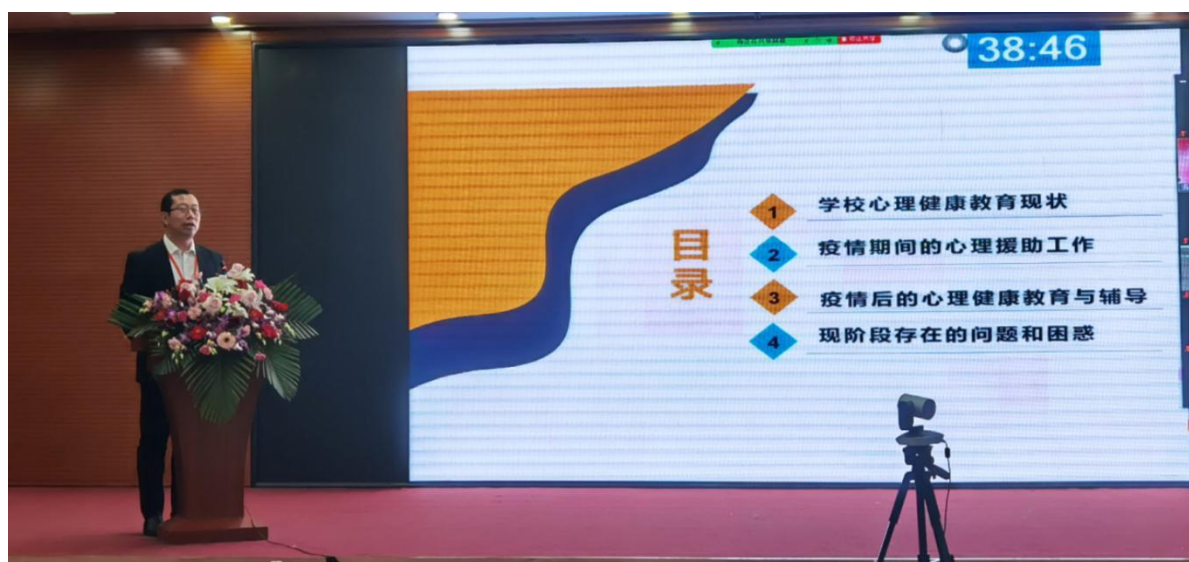 38:46
目录
1 学校心理健康教育现状
2 疫情期间的心理援助工作
3 疫情后的心理健康教育与辅导
4 现阶段存在的问题和困惑